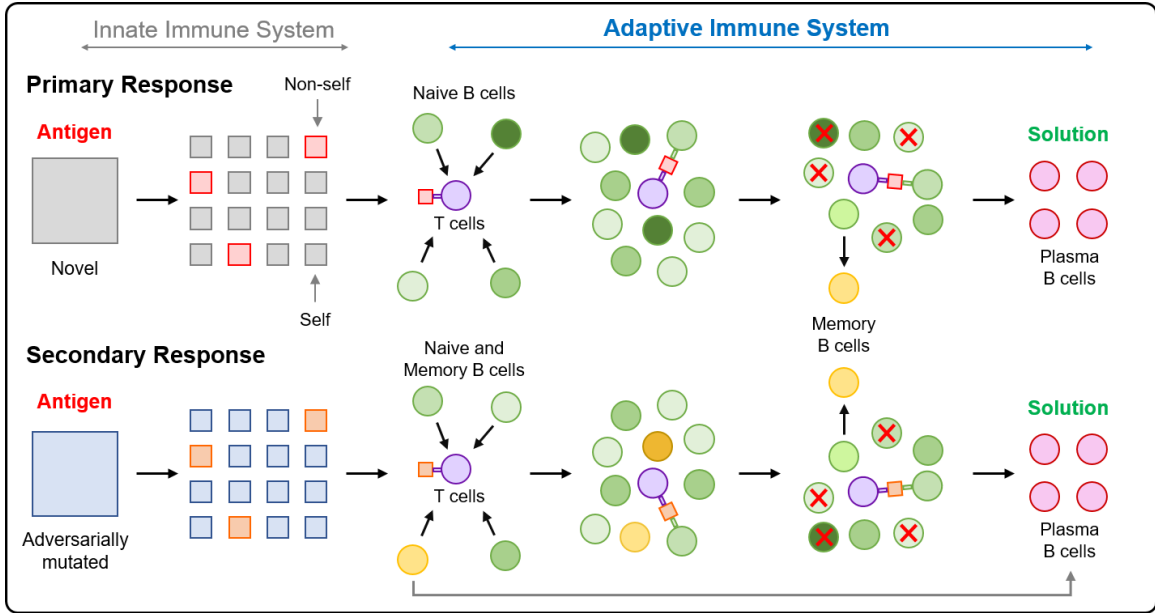 Innate Immune System
Adaptive Immune System
Primary Response
Non-self
Naive B cells
Antigen
Solution
T cells
Novel
Plasma
B cells
Self
Memory
B cells
Secondary Response
Naive and
Memory B cells
Antigen
Solution
T cells
Adversarially
mutated
Plasma
B cells